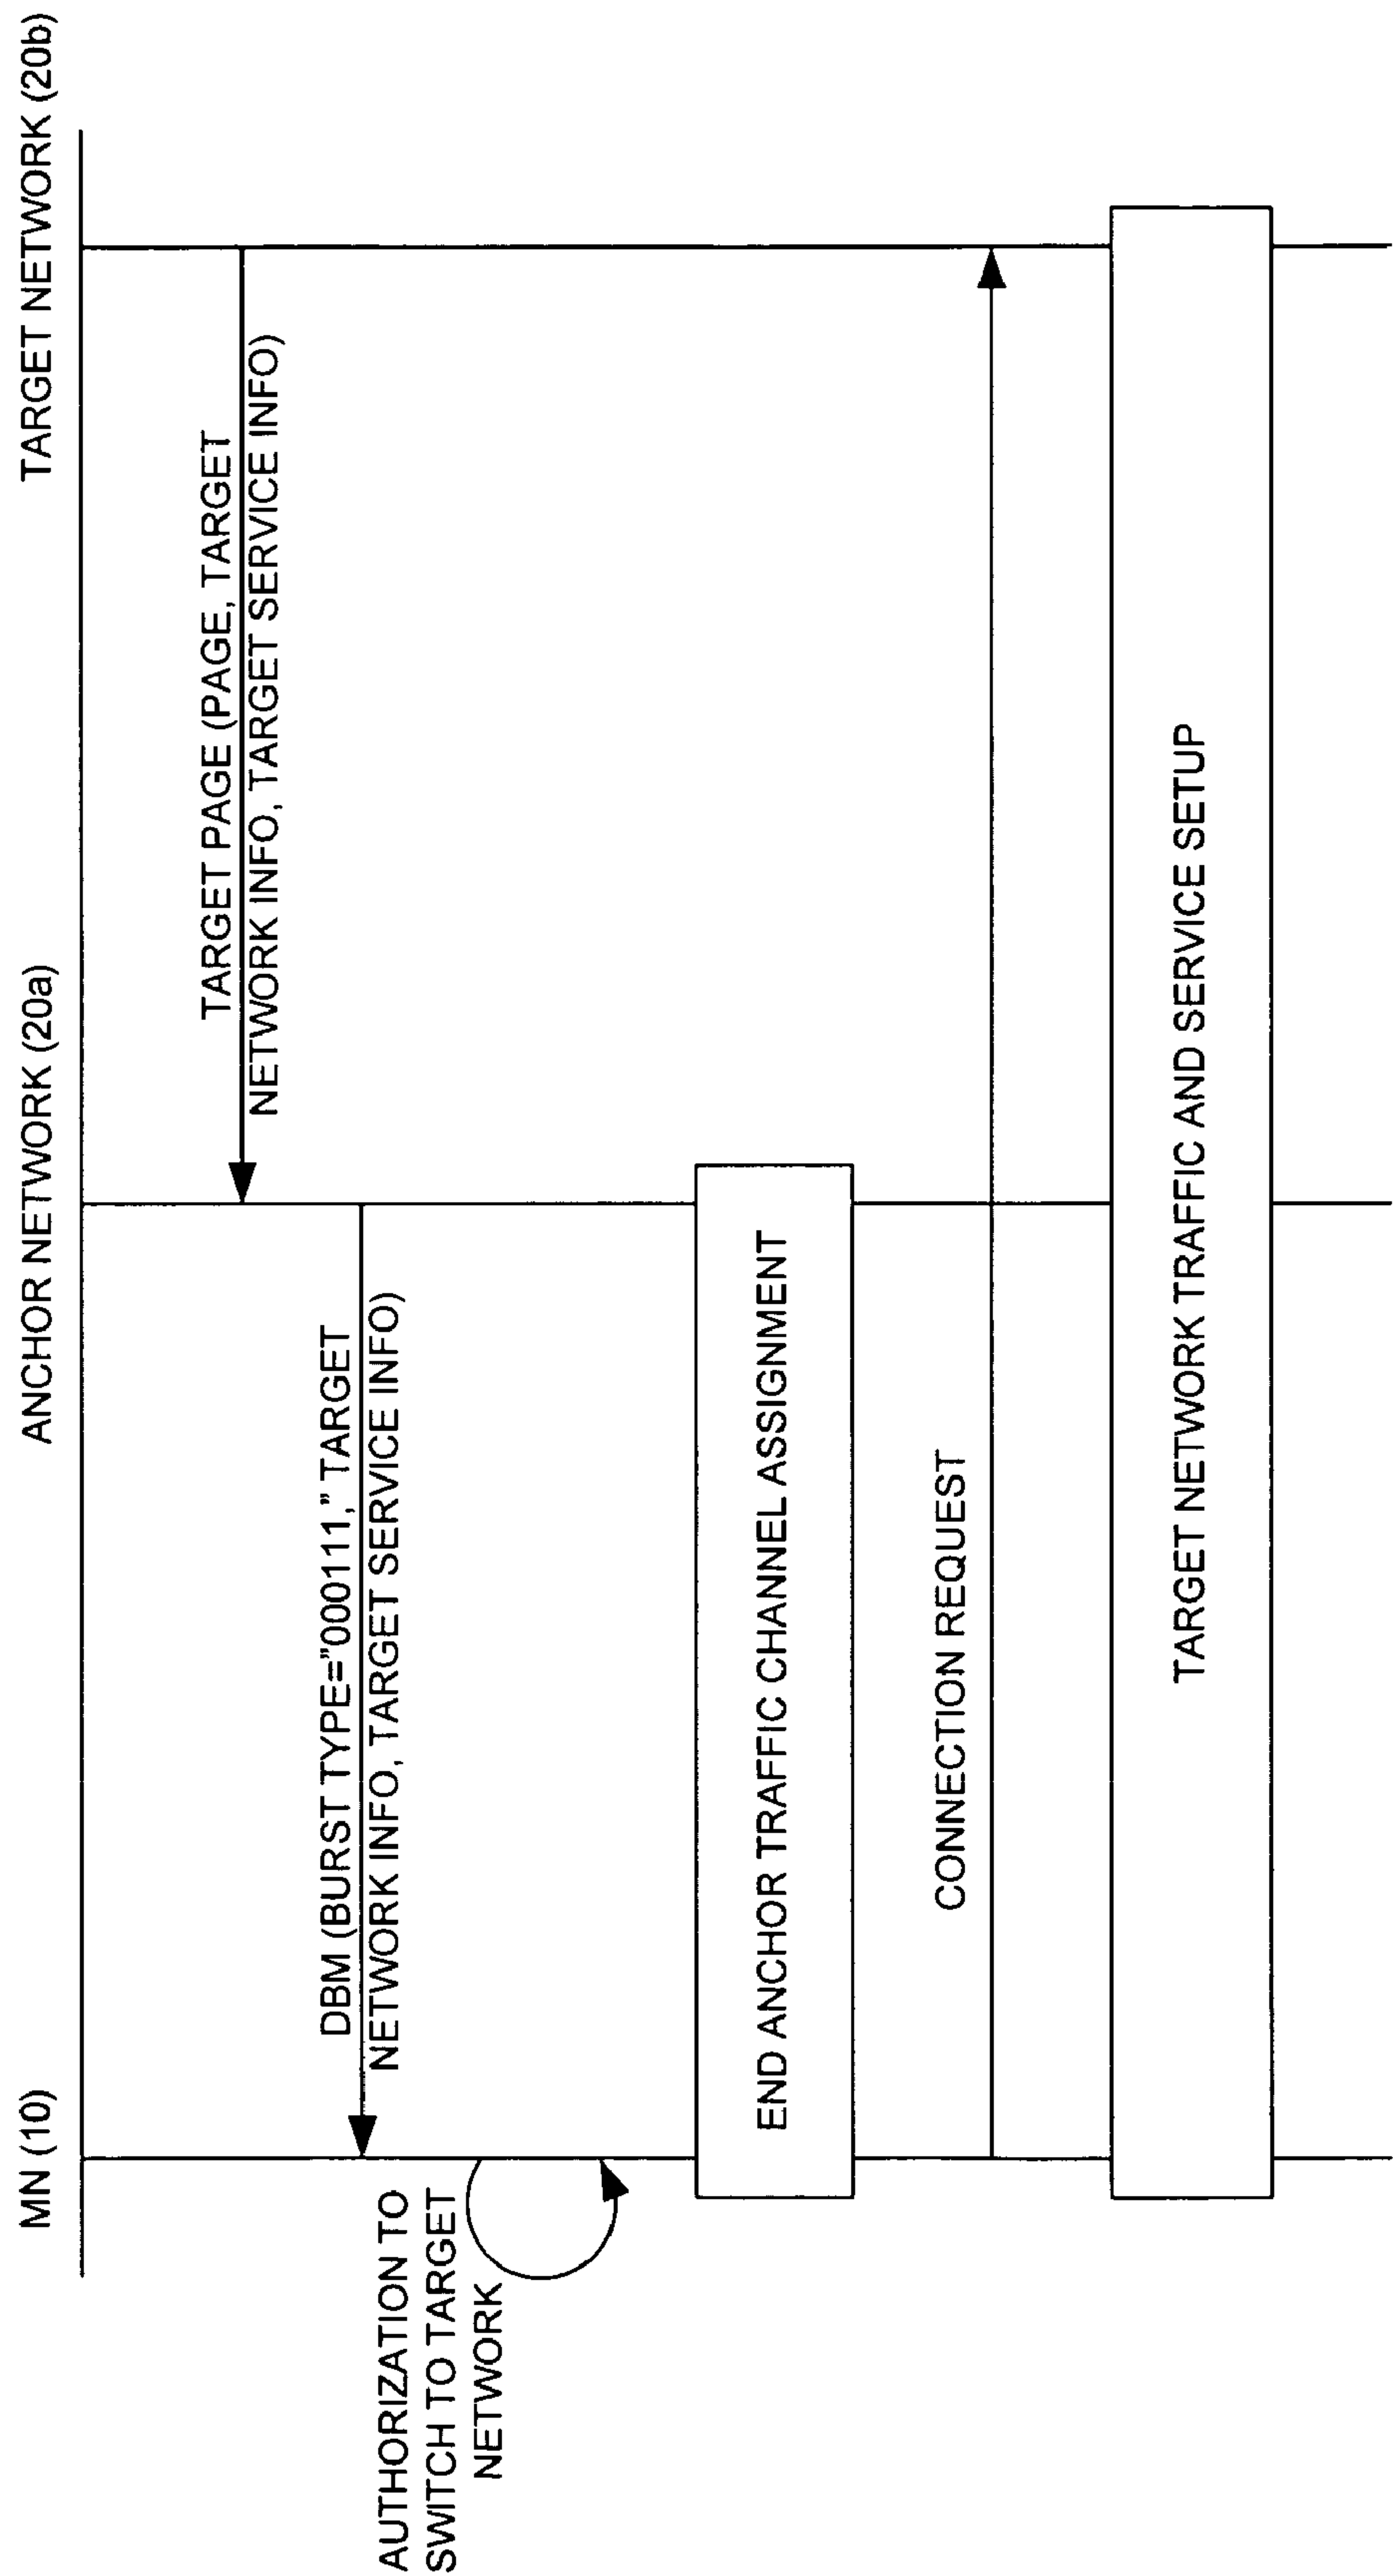 MN (10)
ANCHOR NETWORK (20a)
TARGET NETWORK (20b)
TARGET PAGE (PAGE, TARGET
NETWORK INFO, TARGET SERVICE INFO)
DBM (BURST TYPE="000111," TARGET
NETWORK INFO, TARGET SERVICE INFO)
AUTHORIZATION TO
SWITCH TO TARGET
NETWORK
END ANCHOR TRAFFIC CHANNEL ASSIGNMENT
CONNECTION REQUEST
TARGET NETWORK TRAFFIC AND SERVICE SETUP